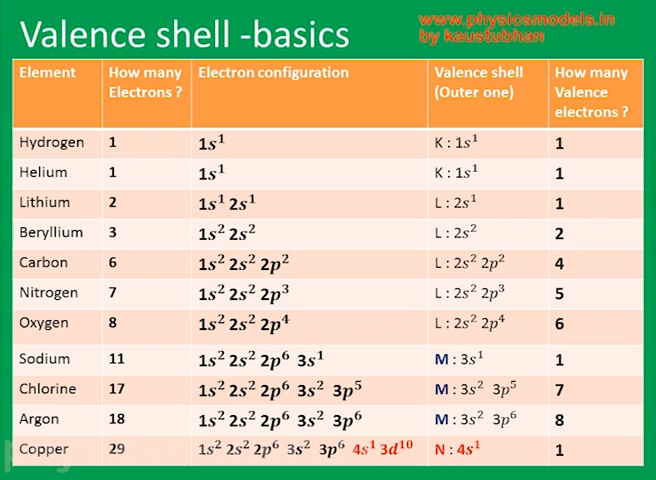 Valence shell -basics
www.physicsmodels.in
by kaustubhan
Element | How many Electrons ? | Electron configuration | Valence shell (Outer one) | How many Valence electrons ?
Hydrogen 1 1s¹ K : 1s¹ 1
Helium 1 1s¹ K : 1s¹ 1
Lithium 2 1s¹ 2s¹ L : 2s¹ 1
Beryllium 3 1s² 2s² L : 2s² 2
Carbon 6 1s² 2s² 2p² L : 2s² 2p² 4
Nitrogen 7 1s² 2s² 2p³ L : 2s² 2p³ 5
Oxygen 8 1s² 2s² 2p⁴ L : 2s² 2p⁴ 6
Sodium 11 1s² 2s² 2p⁶ 3s¹ M : 3s¹ 1
Chlorine 17 1s² 2s² 2p⁶ 3s² 3p⁵ M : 3s² 3p⁵ 7
Argon 18 1s² 2s² 2p⁶ 3s² 3p⁶ M : 3s² 3p⁶ 8
Copper 29 1s² 2s² 2p⁶ 3s² 3p⁶ 4s¹ 3d¹⁰ N : 4s¹ 1